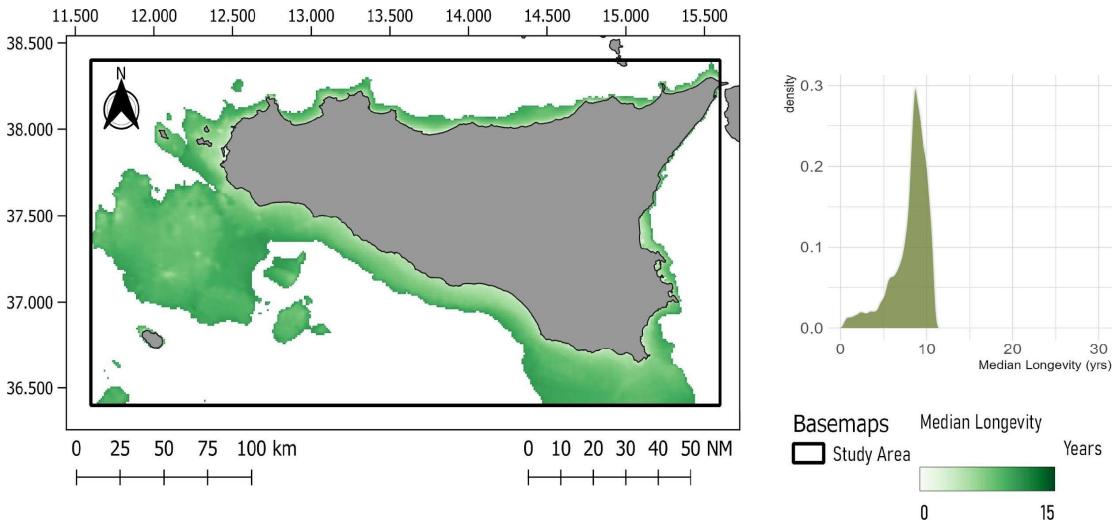 11.500 12.000 12.500 13.000 13.500 14.000 14.500 15.000 15.500
38.500
38.000
37.500
37.000
36.500
N
0 25 50 75 100 km
0 10 20 30 40 50 NM
density
0.3
0.2
0.1
0.0
0 10 20 30
Median Longevity (yrs)
Basemaps
Study Area
Median Longevity
Years
0 15